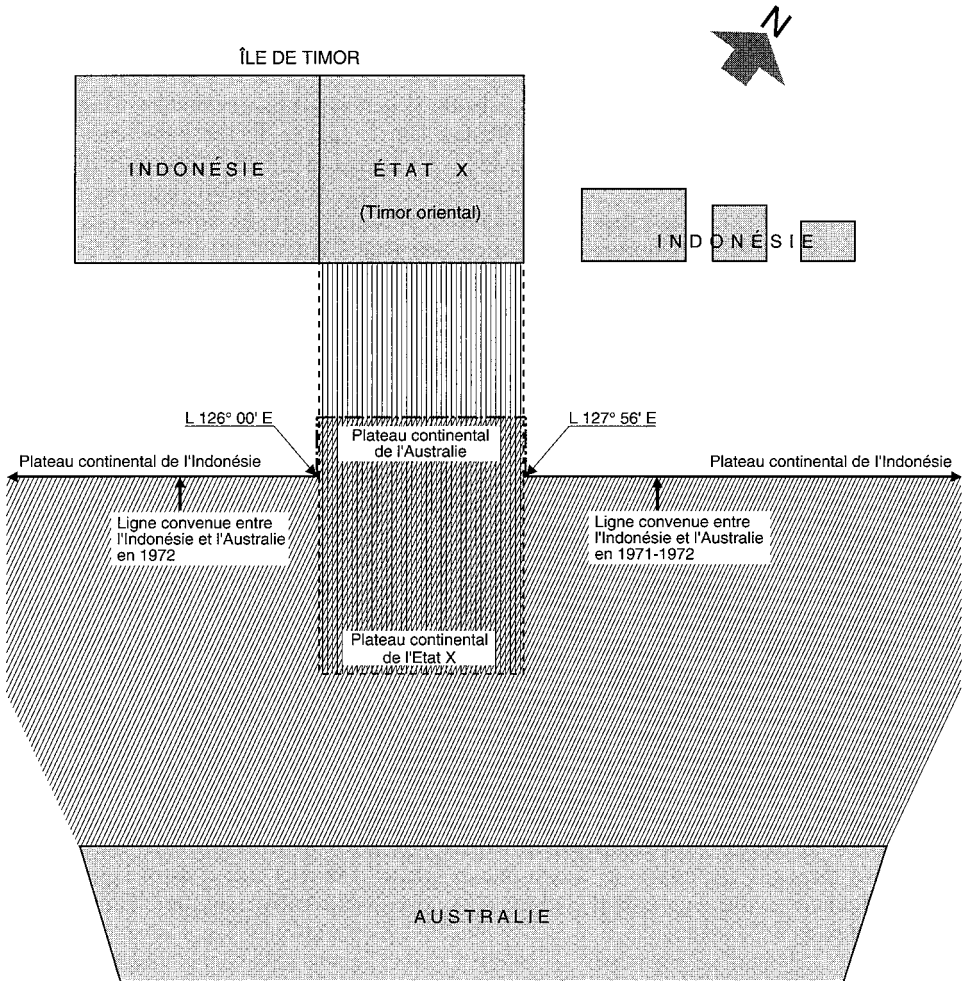 N
ÎLE DE TIMOR
INDONÉSIE
ÉTAT X
(Timor oriental)
INDONÉSIE
L 126° 00' E
L 127° 56' E
Plateau continental
de l'Australie
Plateau continental de l'Indonésie
Plateau continental de l'Indonésie
Ligne convenue entre
l'Indonésie et l'Australie
en 1972
Ligne convenue entre
l'Indonésie et l'Australie
en 1971-1972
Plateau continental
de l'Etat X
AUSTRALIE